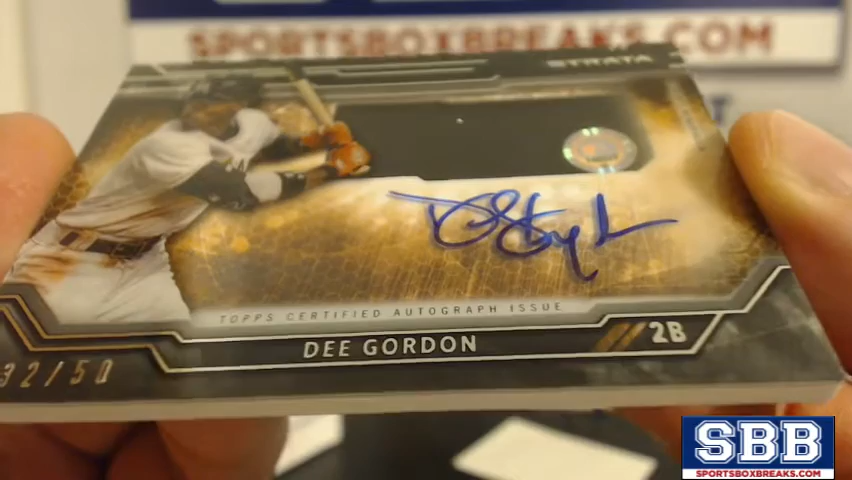 SPORTSBOXBREAKS.COM
STRATA
TOPPS CERTIFIED AUTOGRAPH ISSUE
DEE GORDON
2B
32/50
SBB
SPORTSBOXBREAKS.COM